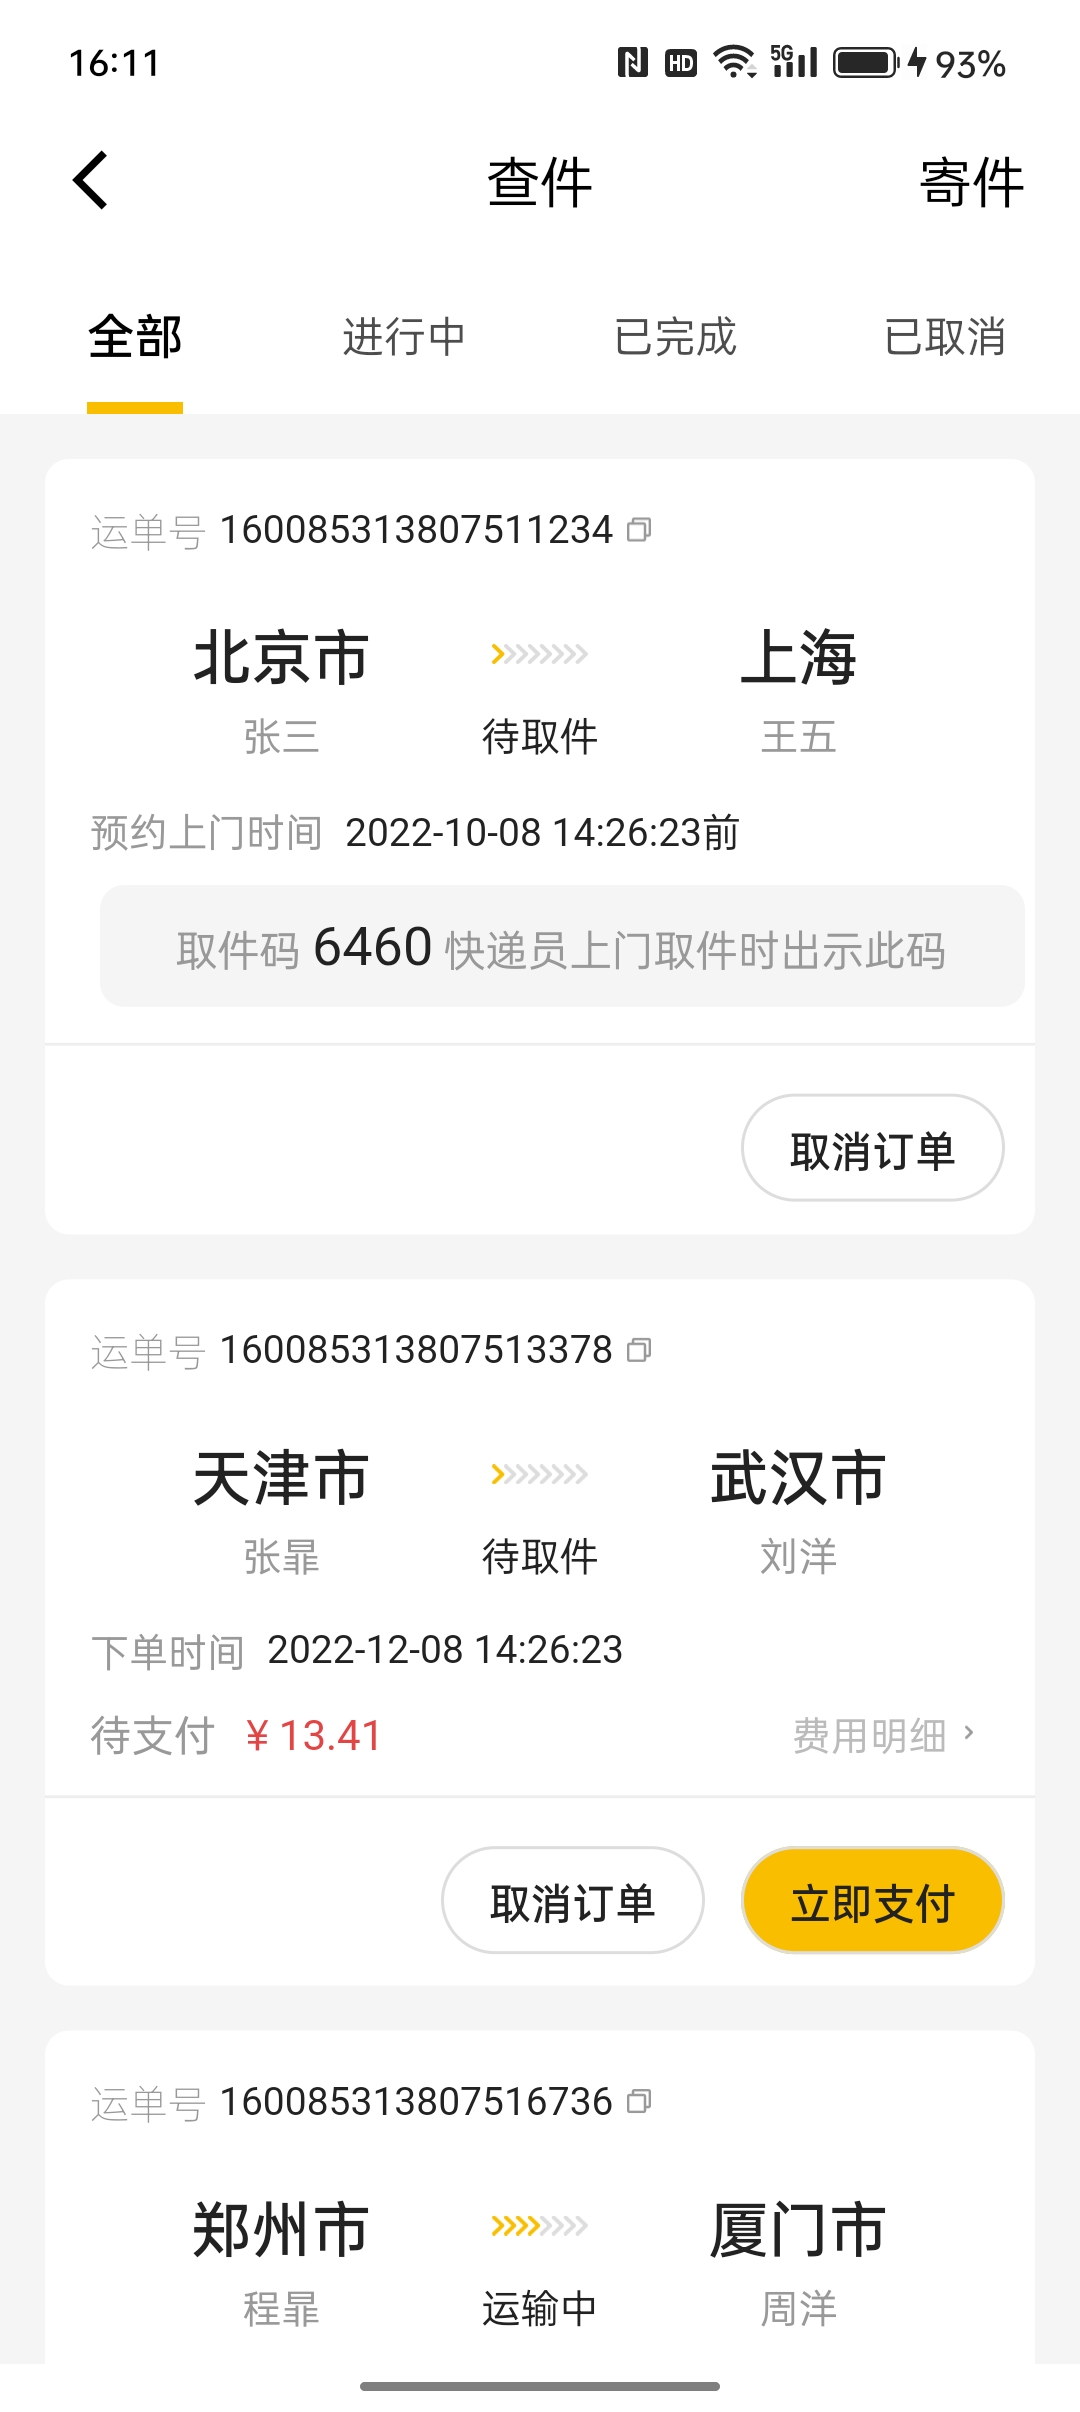 16:11 HD 5G 93%
查件 寄件
全部 进行中 已完成 已取消
运单号 160085313807511234
北京市 上海
张三 待取件 王五
预约上门时间 2022-10-08 14:26:23前
取件码 6460 快递员上门取件时出示此码
取消订单
运单号 160085313807513378
天津市 武汉市
张暃 待取件 刘洋
下单时间 2022-12-08 14:26:23
待支付 ¥ 13.41 费用明细
取消订单 立即支付
运单号 160085313807516736
郑州市 厦门市
程暃 运输中 周洋